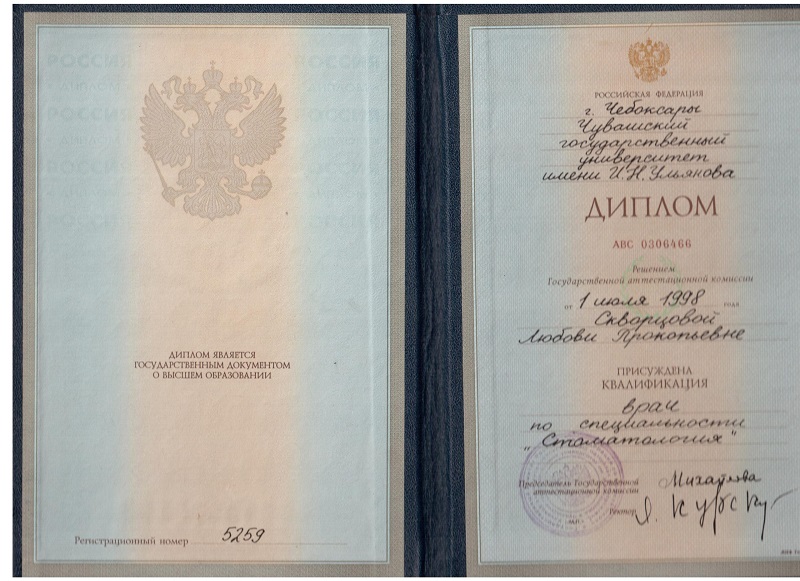 ДИПЛОМ ЯВЛЯЕТСЯ
ГОСУДАРСТВЕННЫМ ДОКУМЕНТОМ
О ВЫСШЕМ ОБРАЗОВАНИИ
Регистрационный номер 5259
РОССИЙСКАЯ ФЕДЕРАЦИЯ
г. Чебоксары
Чувашский
государственный
университет
имени И.Н.Ульянова
ДИПЛОМ
АВС 0306466
Решением
Государственной аттестационной комиссии
от 1 июля 1998 года
Скворцовой
Любови Прокопьевне
ПРИСУЖДЕНА
КВАЛИФИКАЦИЯ
врач
по специальности
„Стоматология"
Председатель Государственной
аттестационной комиссии
Михайлова
Ректор
М.П.